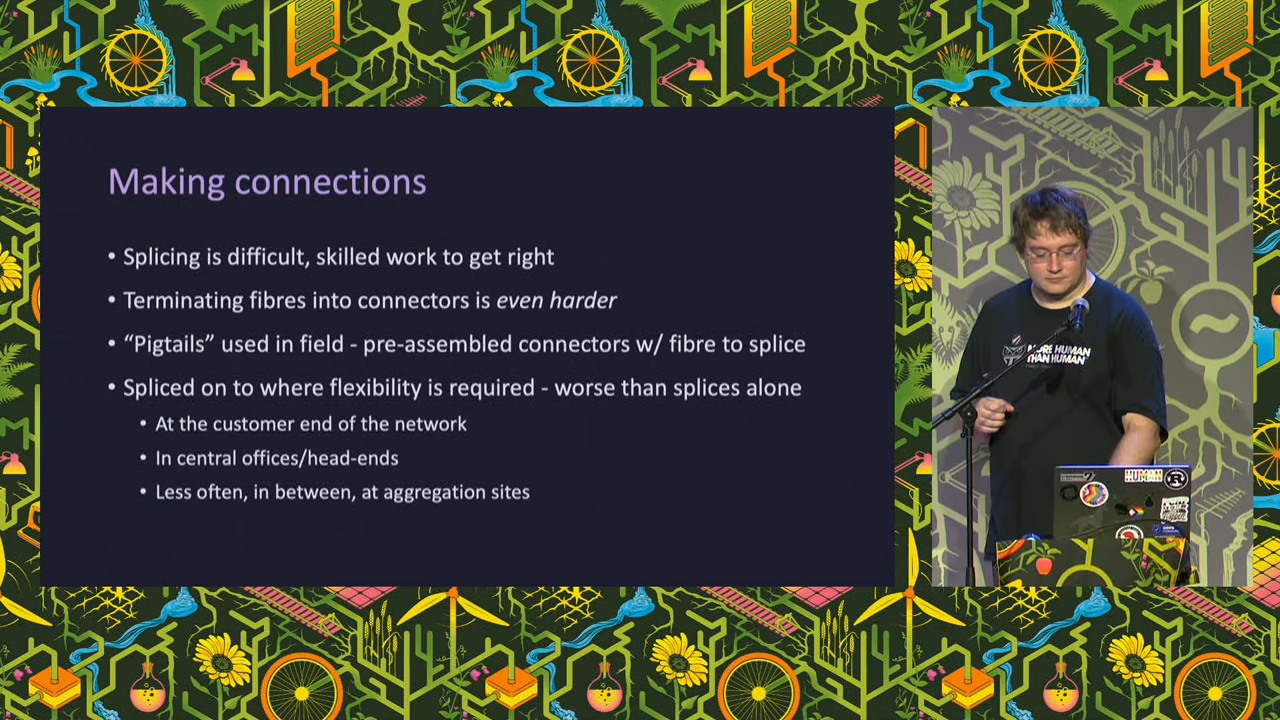 Making connections
• Splicing is difficult, skilled work to get right
• Terminating fibres into connectors is even harder
• “Pigtails” used in field - pre-assembled connectors w/ fibre to splice
• Spliced on to where flexibility is required - worse than splices alone
• At the customer end of the network
• In central offices/head-ends
• Less often, in between, at aggregation sites
MORE HUMAN
THAN HUMAN
HUMAN